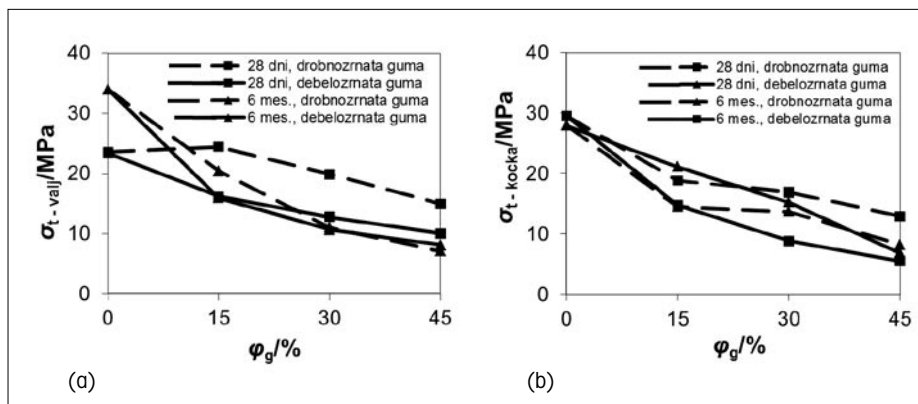 40
30
20
10
0
0 15 30 45
σt - valj/MPa
φg/%
28 dni, drobnozrnata guma
28 dni, debelozrnata guma
6 mes., drobnozrnata guma
6 mes., debelozrnata guma
(a)
40
30
20
10
0
0 15 30 45
σt - kocka/MPa
φg/%
28 dni, drobnozrnata guma
28 dni, debelozrnata guma
6 mes., drobnozrnata guma
6 mes., debelozrnata guma
(b)